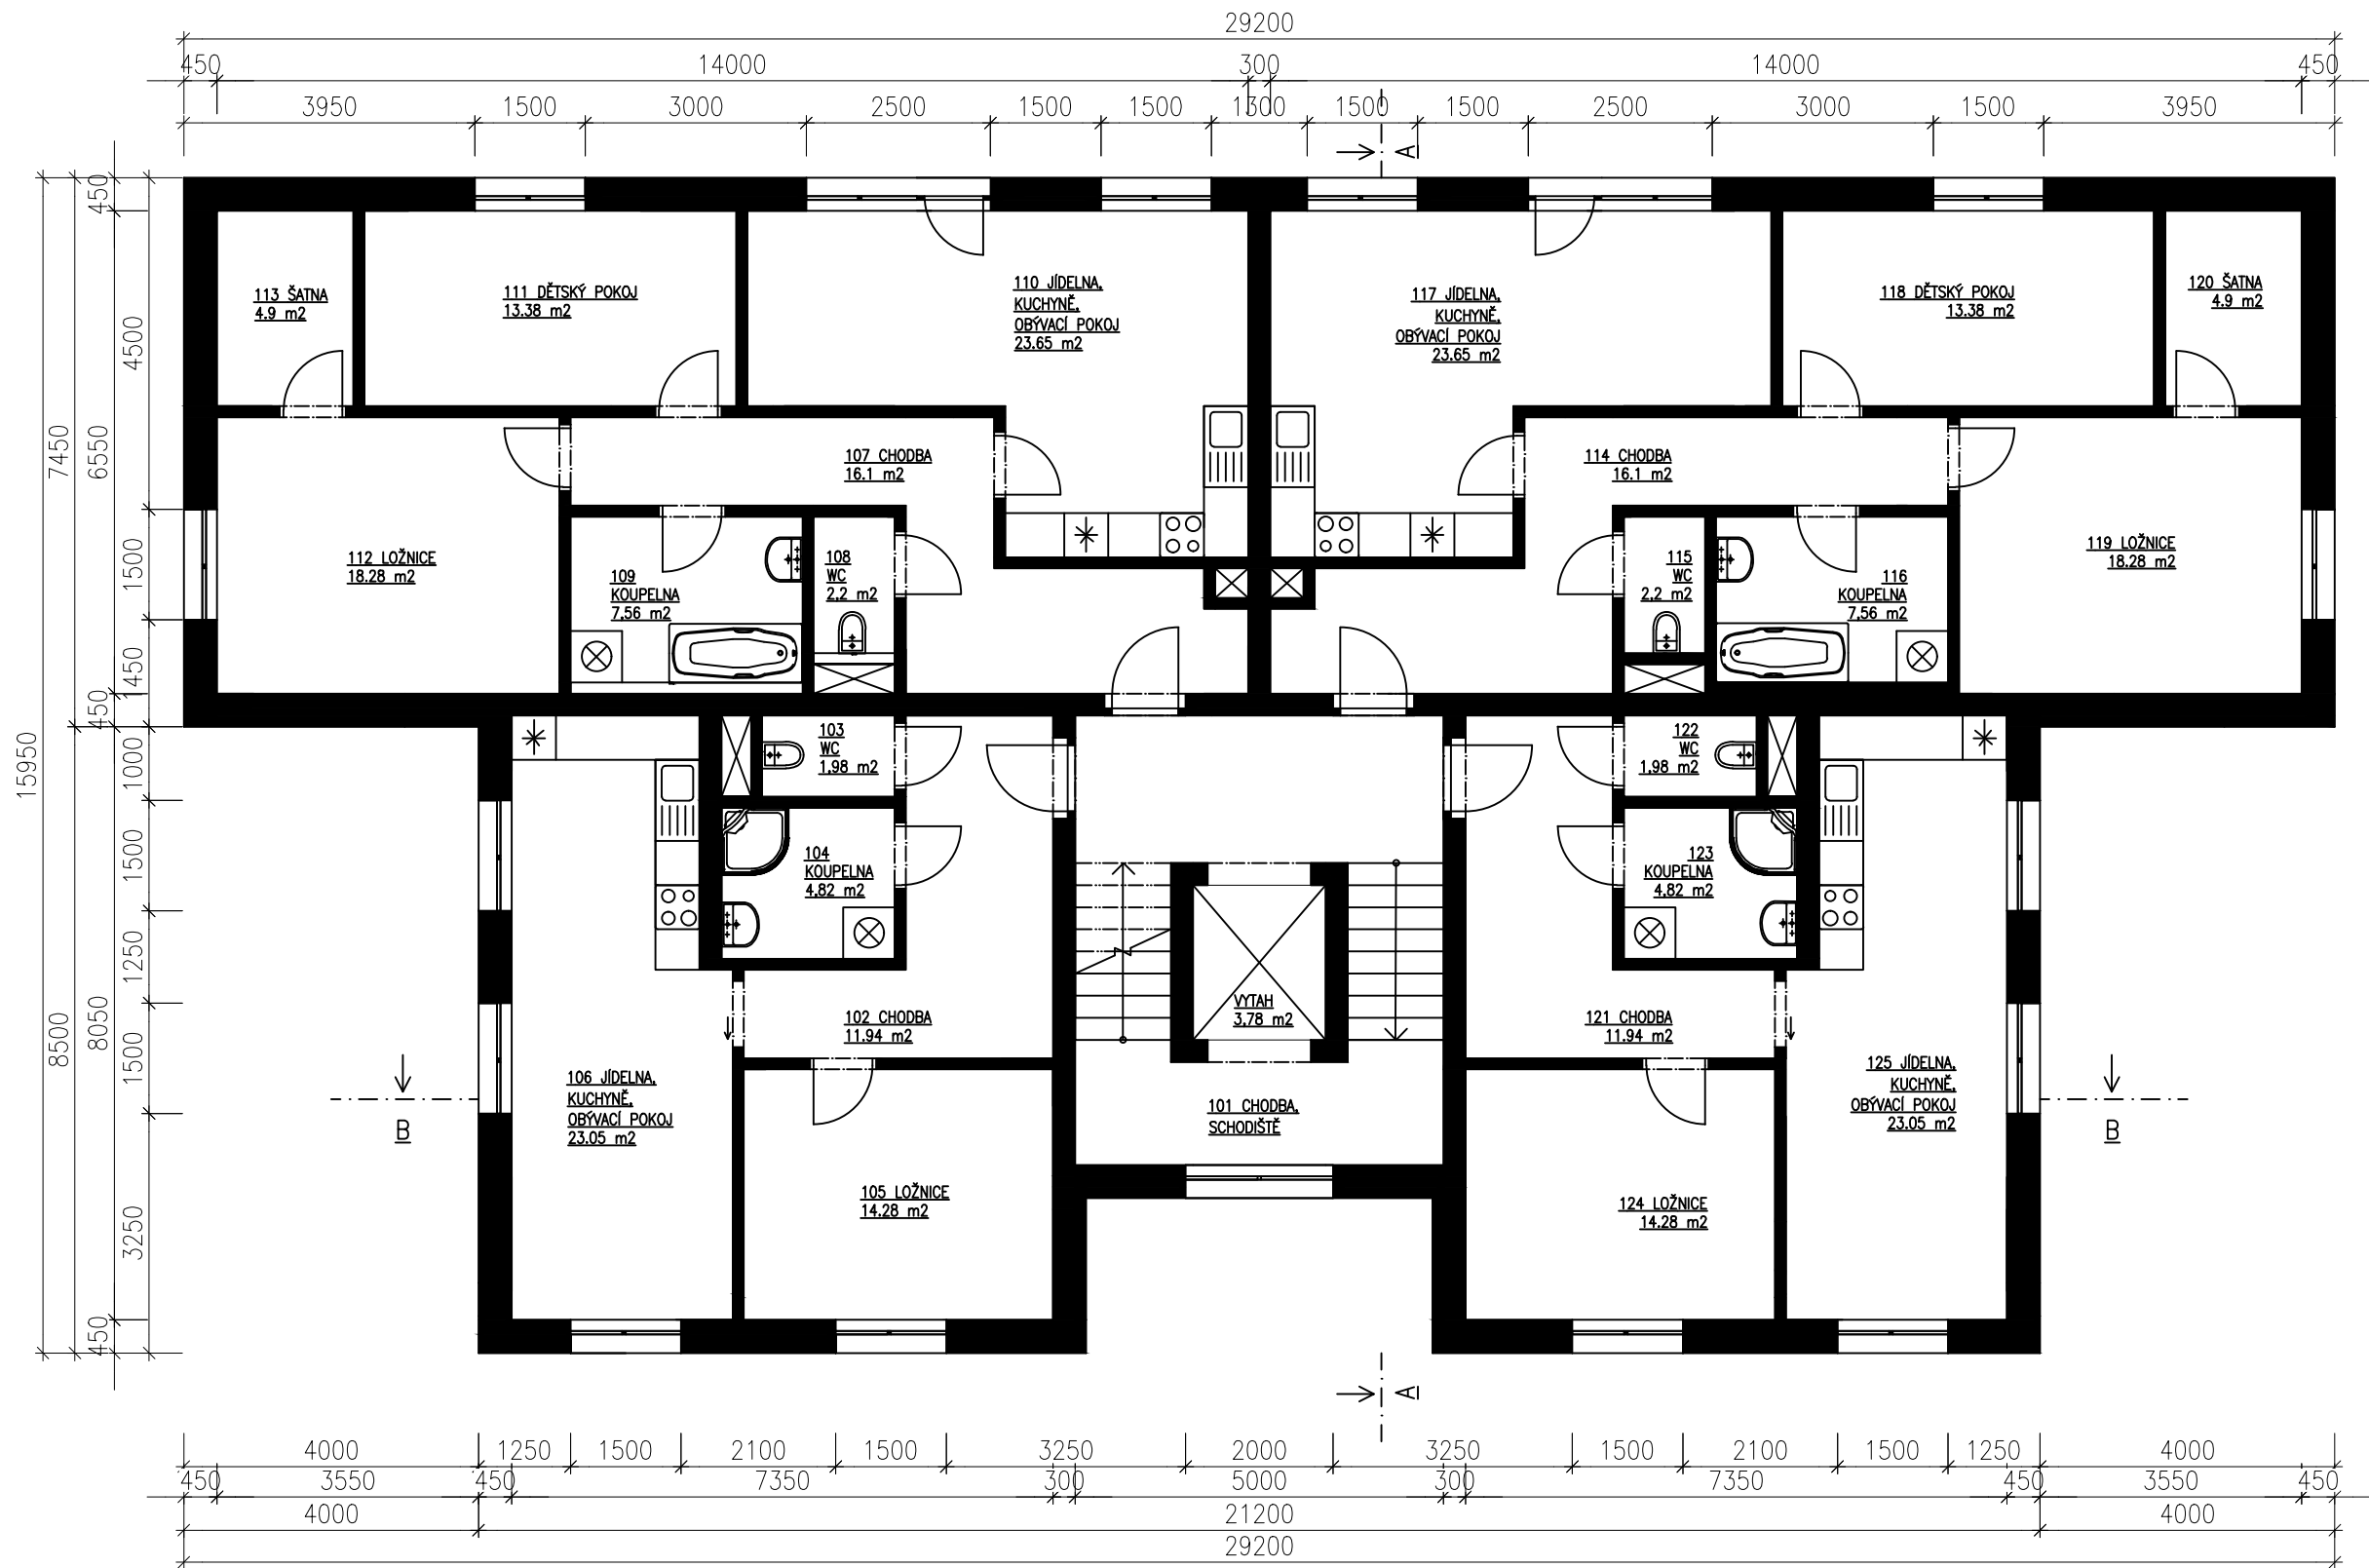 29200
450 14000 300 14000 450
3950 1500 3000 2500 1500 1500 1300 1500 1500 2500 3000 1500 3950
A
15950
7450 8500
450 6550 450 8050 450
4500 1500 1450 1000 1500 1250 1500 3250
113 ŠATNA
4.9 m2
111 DĚTSKÝ POKOJ
13.38 m2
110 JÍDELNA,
KUCHYNĚ,
OBÝVACÍ POKOJ
23.65 m2
117 JÍDELNA,
KUCHYNĚ,
OBÝVACÍ POKOJ
23.65 m2
118 DĚTSKÝ POKOJ
13.38 m2
120 ŠATNA
4.9 m2
107 CHODBA
16.1 m2
114 CHODBA
16.1 m2
112 LOŽNICE
18.28 m2
109
KOUPELNA
7,56 m2
108
WC
2,2 m2
115
WC
2,2 m2
116
KOUPELNA
7,56 m2
119 LOŽNICE
18.28 m2
103
WC
1,98 m2
122
WC
1,98 m2
104
KOUPELNA
4,82 m2
123
KOUPELNA
4,82 m2
VYTAH
3,78 m2
102 CHODBA
11.94 m2
121 CHODBA
11.94 m2
106 JÍDELNA,
KUCHYNĚ,
OBÝVACÍ POKOJ
23.05 m2
125 JÍDELNA,
KUCHYNĚ,
OBÝVACÍ POKOJ
23.05 m2
101 CHODBA,
SCHODIŠTĚ
B
B
105 LOŽNICE
14.28 m2
124 LOŽNICE
14.28 m2
A
4000 1250 1500 2100 1500 3250 2000 3250 1500 2100 1500 1250 4000
450 3550 450 7350 300 5000 300 7350 450 3550 450
4000 21200 4000
29200